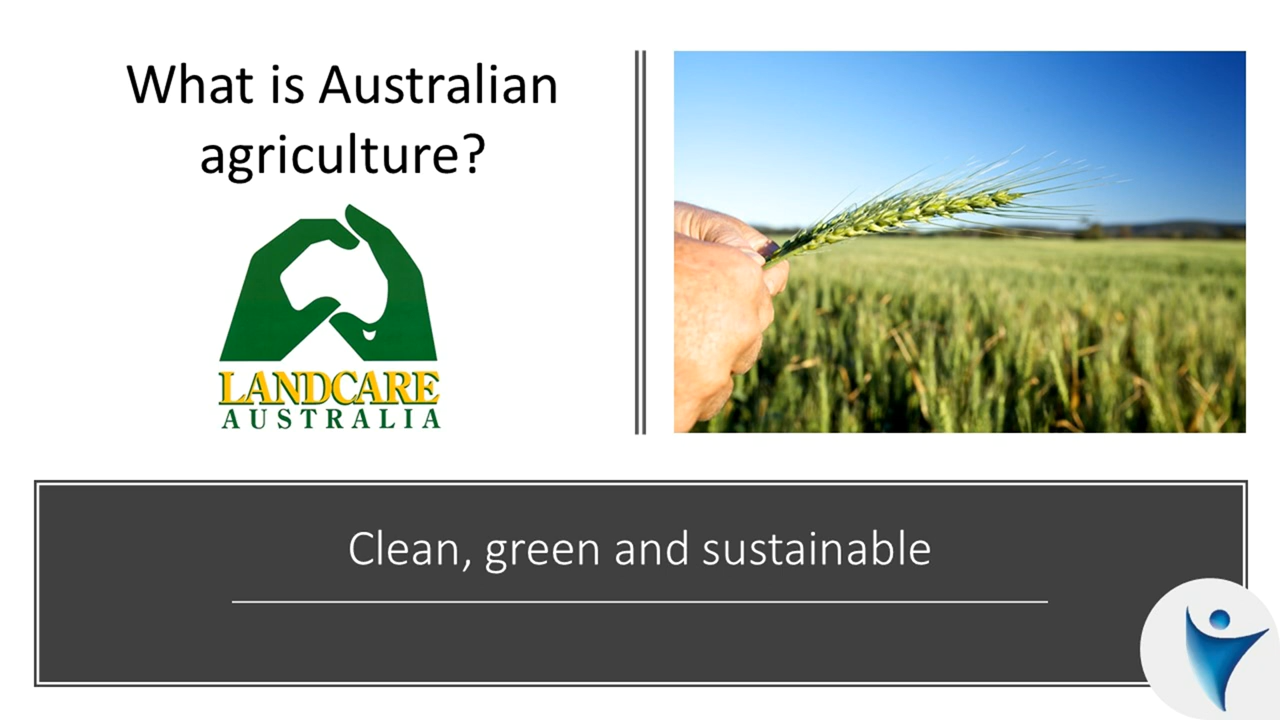 What is Australian
agriculture?
LANDCARE
AUSTRALIA
Clean, green and sustainable